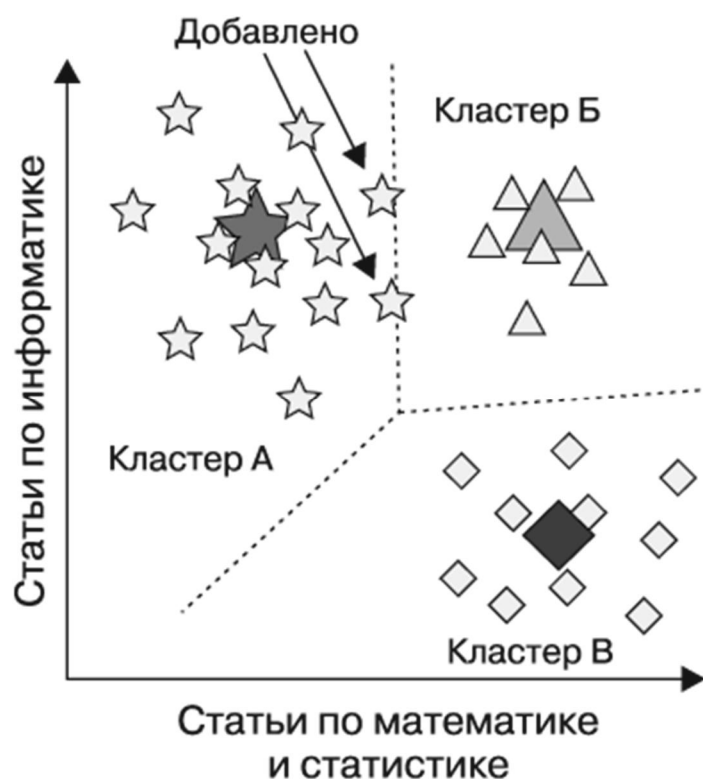 Добавлено
Кластер Б
Статьи по информатике
Кластер А
Кластер В
Статьи по математике
и статистике